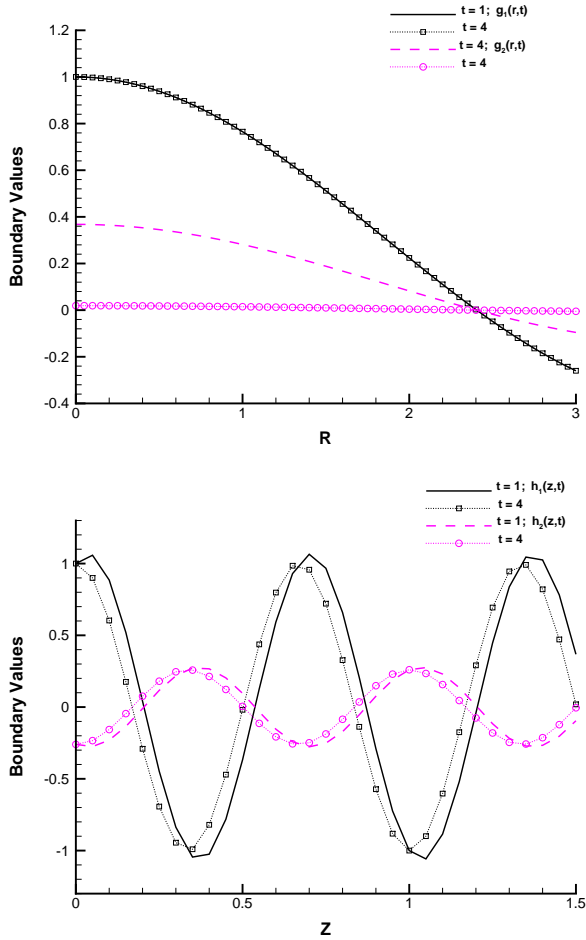 t = 1; g1(r,t)
t = 4
t = 4; g2(r,t)
t = 4
1.2
1
0.8
0.6
0.4
0.2
0
-0.2
-0.4
Boundary Values
0 1 2 3
R
t = 1; h1(z,t)
t = 4
t = 1; h2(z,t)
t = 4
1
0.5
0
-0.5
-1
Boundary Values
0 0.5 1 1.5
Z